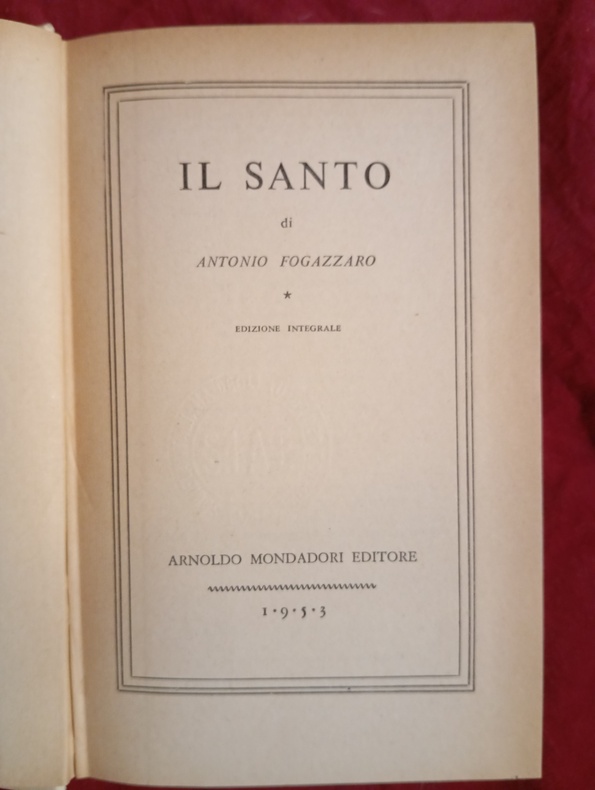 IL SANTO
di
ANTONIO FOGAZZARO
★
EDIZIONE INTEGRALE
ARNOLDO MONDADORI EDITORE
1•9•5•3